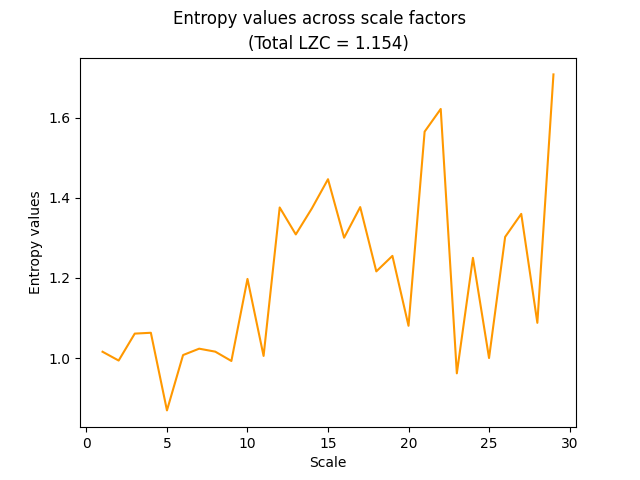 Entropy values across scale factors
(Total LZC = 1.154)
1.6
1.4
1.2
1.0
Entropy values
0
5
10
15
20
25
30
Scale